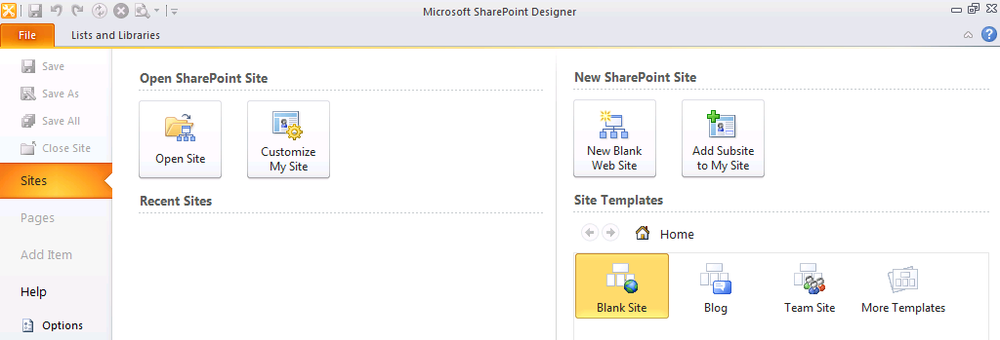 Microsoft SharePoint Designer
File
Lists and Libraries
Save
Save As
Save All
Close Site
Sites
Pages
Add Item
Help
Options
Open SharePoint Site
Open Site
Customize
My Site
Recent Sites
New SharePoint Site
New Blank
Web Site
Add Subsite
to My Site
Site Templates
Home
Blank Site
Blog
Team Site
More Templates